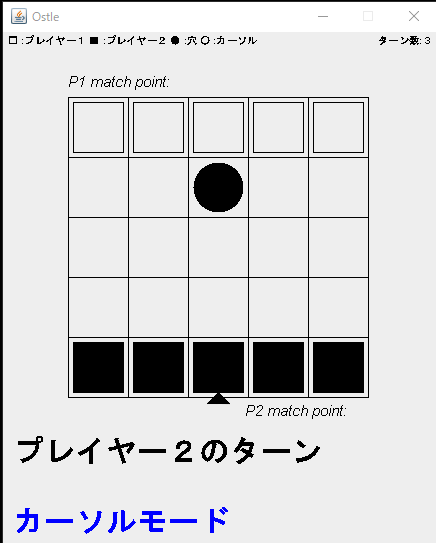 Ostle
□ :プレイヤー１ ■ :プレイヤー２ ● :穴 ○ :カーソル ターン数: 3
P1 match point:
P2 match point:
プレイヤー２のターン
カーソルモード